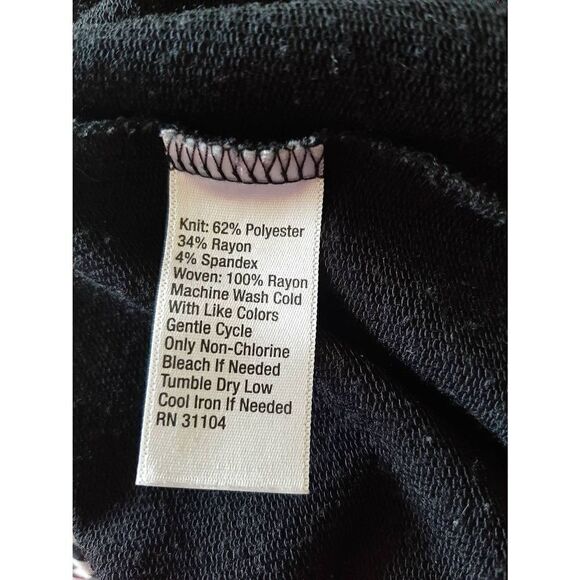 Knit: 62% Polyester
34% Rayon
4% Spandex
Woven: 100% Rayon
Machine Wash Cold
With Like Colors
Gentle Cycle
Only Non-Chlorine
Bleach If Needed
Tumble Dry Low
Cool Iron If Needed
RN 31104